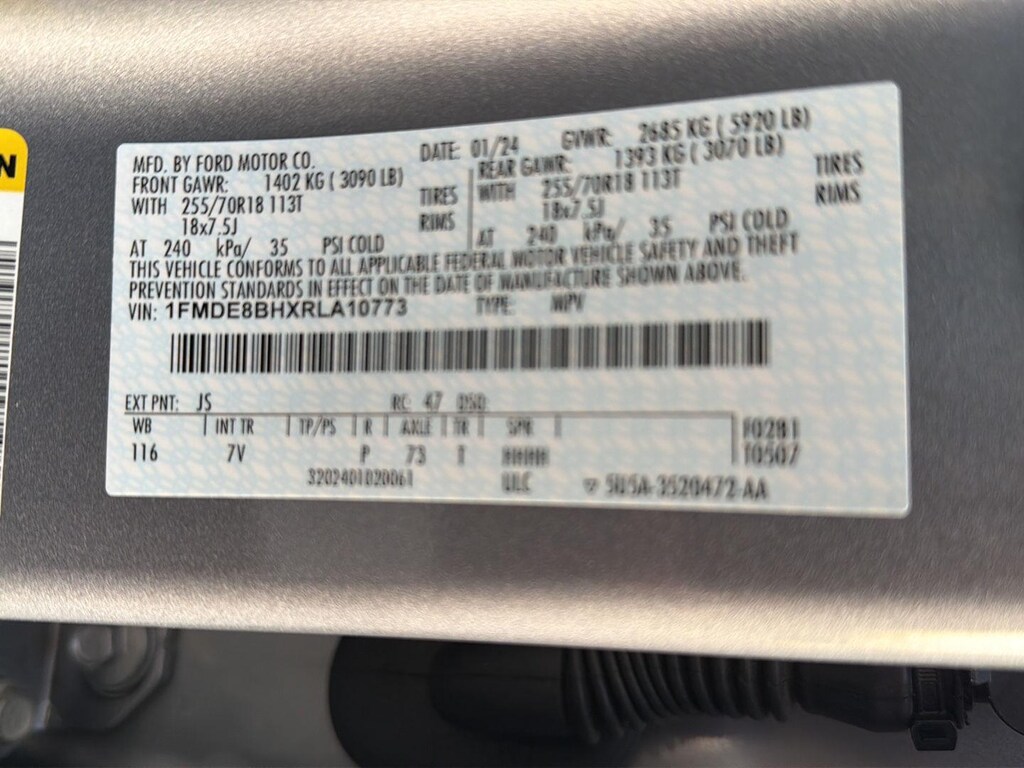 N
MFD. BY FORD MOTOR CO. DATE: 01/24 GVWR: 2685 KG ( 5920 LB)
FRONT GAWR: 1402 KG ( 3090 LB) REAR GAWR: 1393 KG ( 3070 LB)
WITH 255/70R18 113T TIRES WITH 255/70R18 113T TIRES
18x7.5J RIMS 18x7.5J RIMS
AT 240 kPa/ 35 PSI COLD AT 240 kPa/ 35 PSI COLD
THIS VEHICLE CONFORMS TO ALL APPLICABLE FEDERAL MOTOR VEHICLE SAFETY AND THEFT
PREVENTION STANDARDS IN EFFECT ON THE DATE OF MANUFACTURE SHOWN ABOVE.
VIN: 1FMDE8BHXRLA10773 TYPE: MPV
EXT PNT: JS RC: 47 DSO
WB INT TR TP/PS R AXLE TR SPR F0281
116 7V P 73 T T0507
3202401020061 ULC